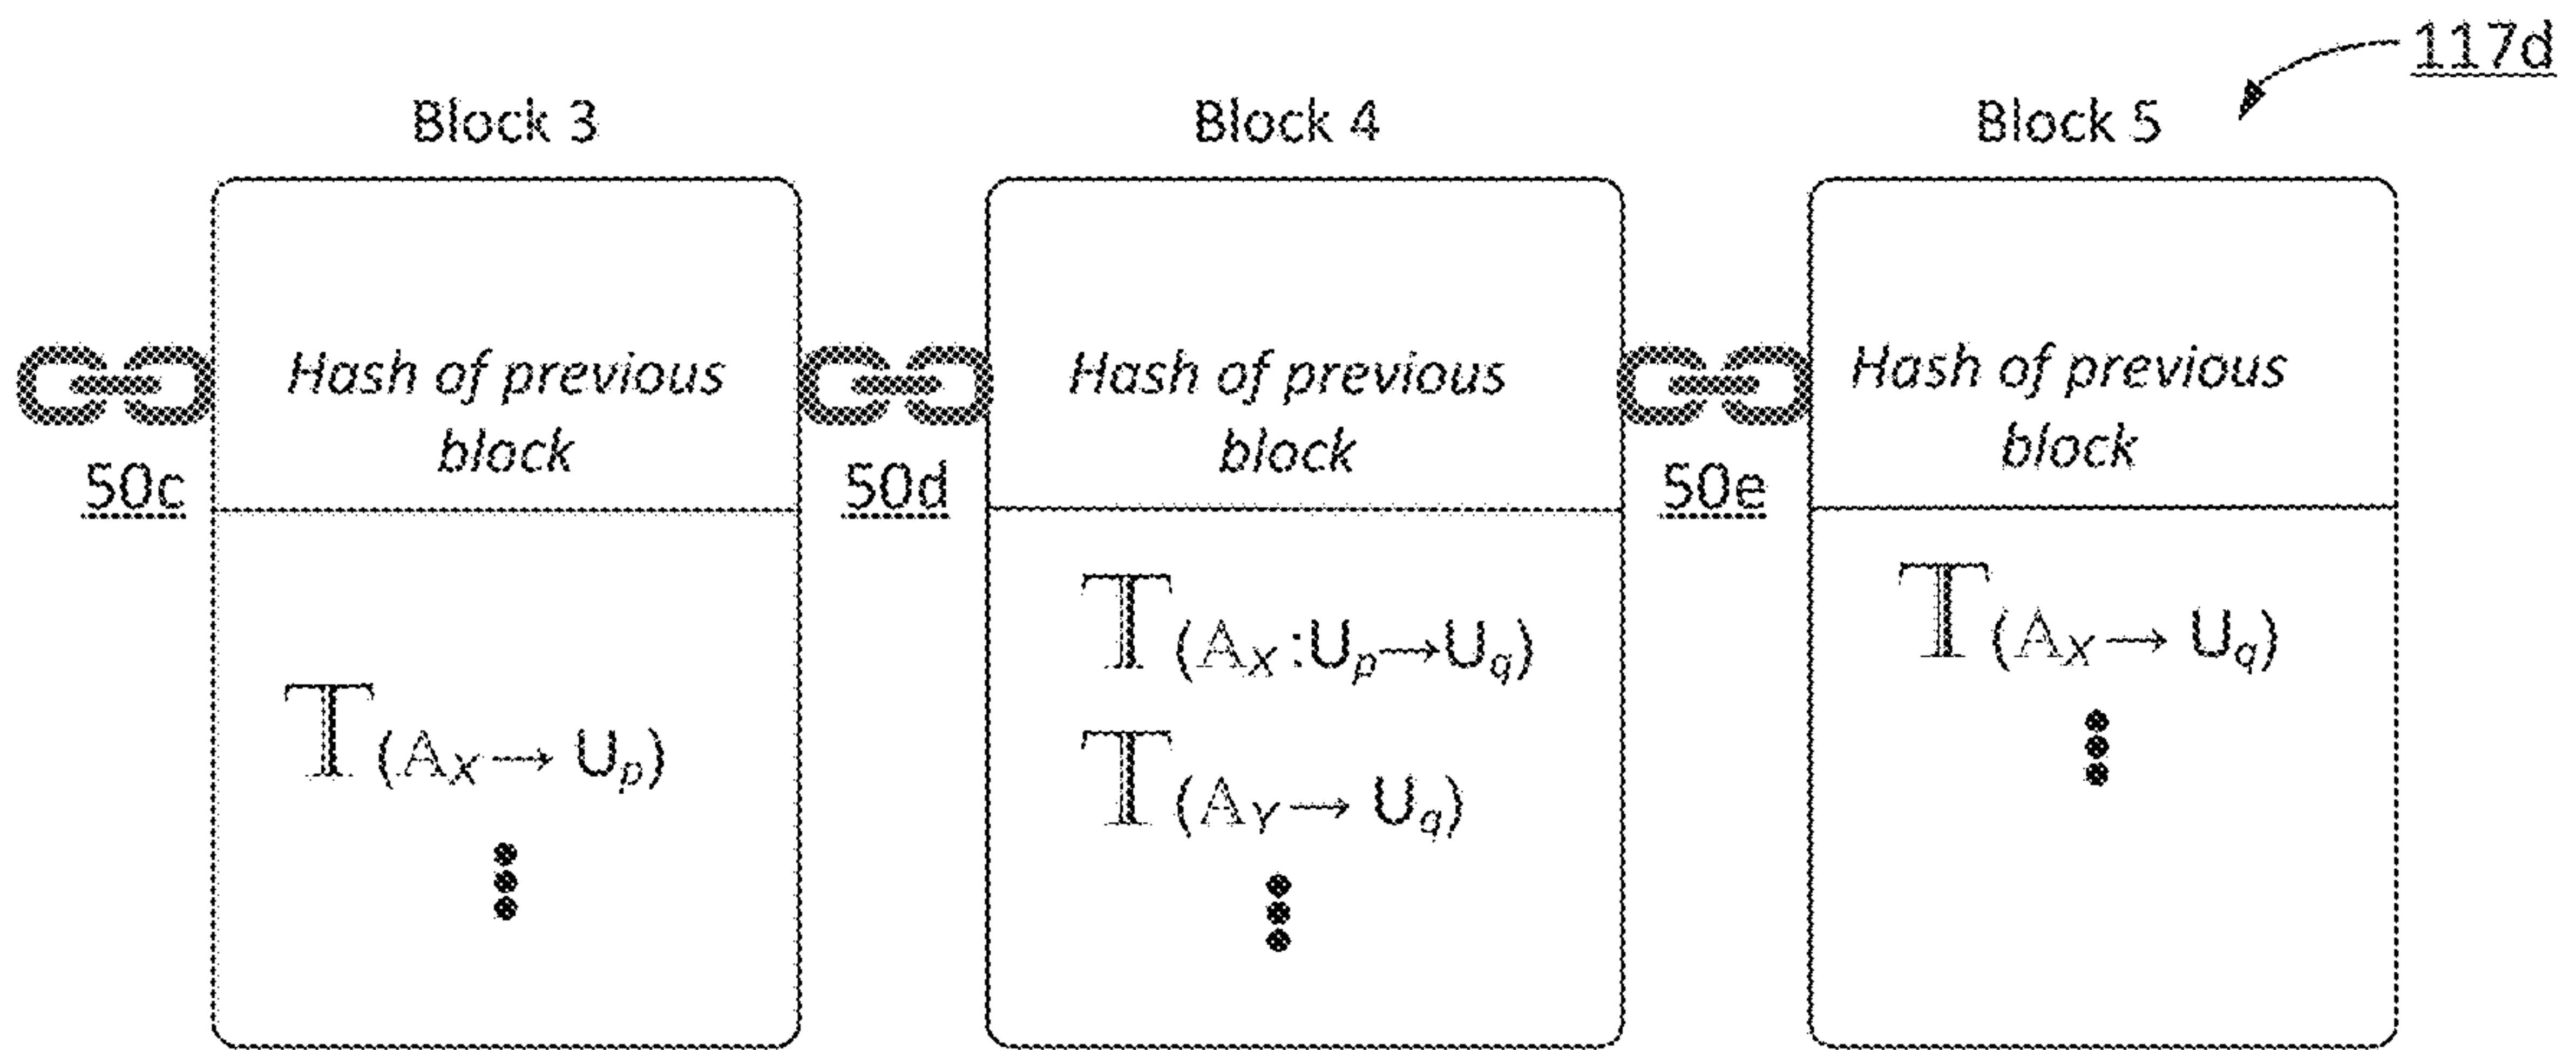 117d
Block 3
Block 4
Block 5
Hash of previous
block
Hash of previous
block
Hash of previous
block
50c
50d
50e
𝕋(𝔸X→ Up)
𝕋(𝔸X:Up→Uq)
𝕋(𝔸Y→ Uq)
𝕋(𝔸X→ Uq)